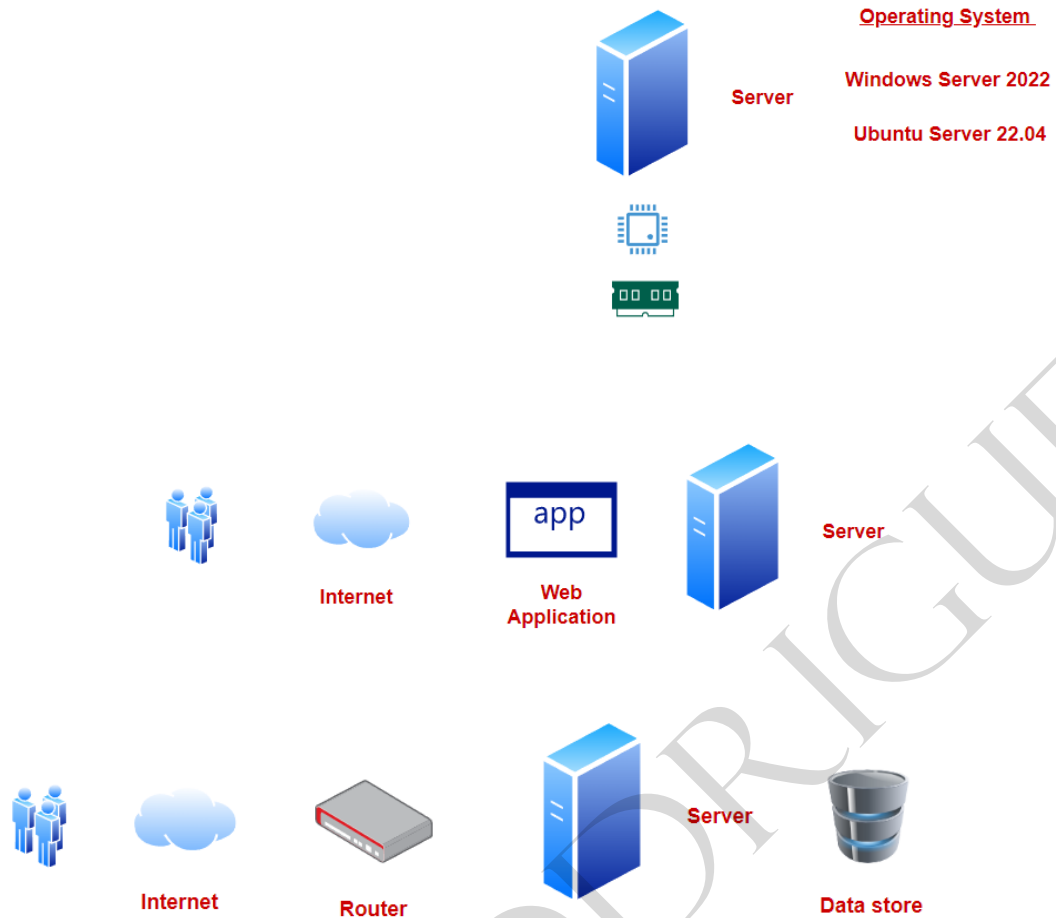 Operating System
Server
Windows Server 2022
Ubuntu Server 22.04
app
Server
Internet
Web
Application
Server
Internet
Router
Data store